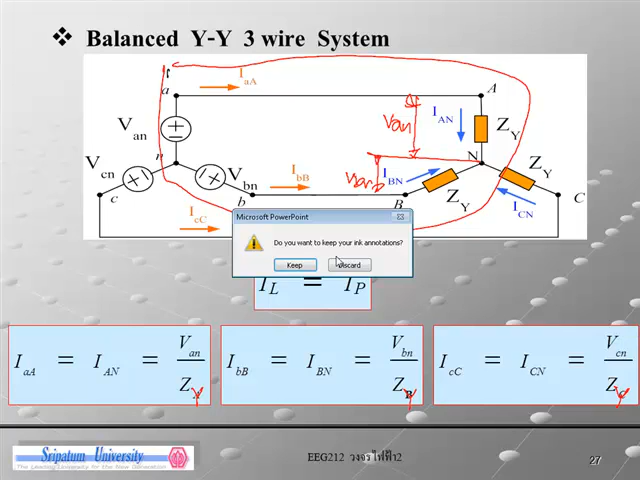 ❖ Balanced Y-Y 3 wire System
I aA
a
A
V an
Van
I AN
Z Y
n
N
V cn
V bn
I bB
I BN
Z Y
Z Y
c
b
B
C
I cC
I CN
Microsoft PowerPoint
Do you want to keep your ink annotations?
Keep Discard
I L = I P
I aA = I AN = V an / Z Y
I bB = I BN = V bn / Z Y
I cC = I CN = V cn / Z Y
Sripatum University
The Leading University for the New Generation
EEG212 วงจรไฟฟ้า2
27